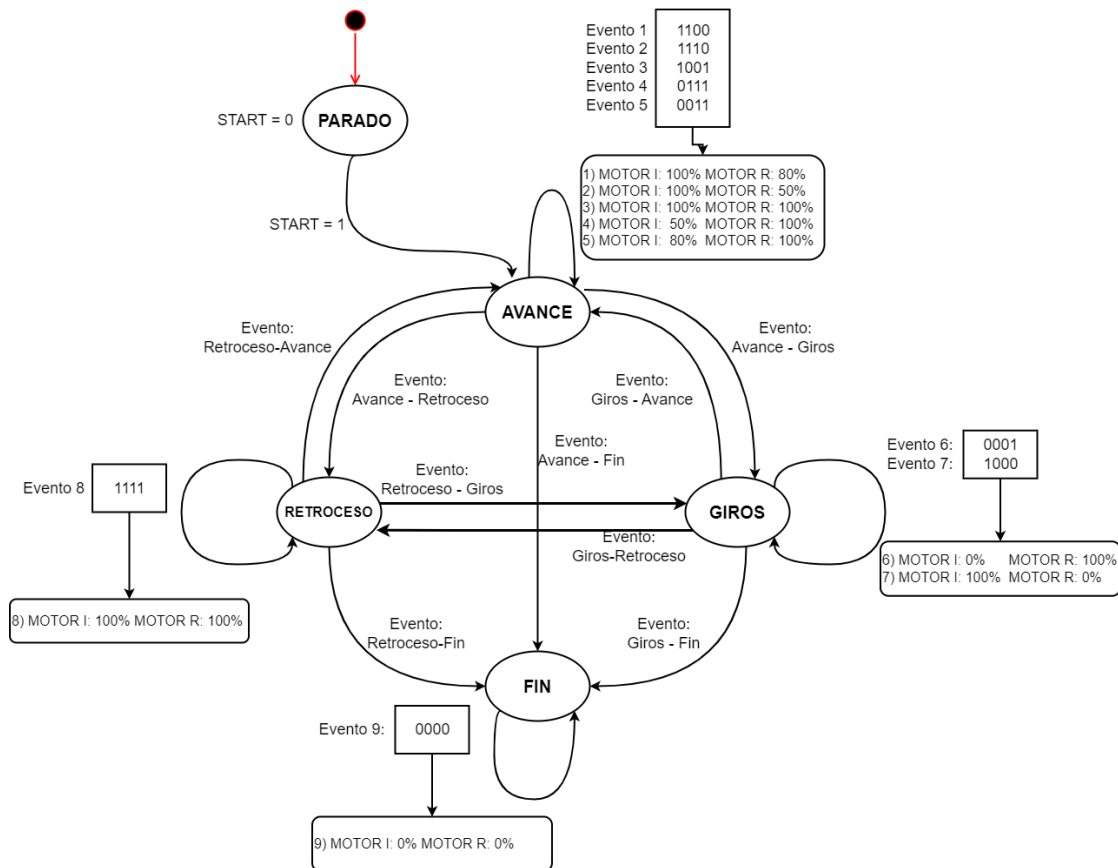 Evento 1 1100
Evento 2 1110
Evento 3 1001
Evento 4 0111
Evento 5 0011
START = 0
PARADO
1) MOTOR I: 100% MOTOR R: 80%
2) MOTOR I: 100% MOTOR R: 50%
3) MOTOR I: 100% MOTOR R: 100%
4) MOTOR I: 50% MOTOR R: 100%
5) MOTOR I: 80% MOTOR R: 100%
START = 1
AVANCE
Evento:
Retroceso-Avance
Evento:
Avance - Giros
Evento:
Avance - Retroceso
Evento:
Giros - Avance
Evento:
Avance - Fin
Evento 6: 0001
Evento 7: 1000
Evento 8 1111
Evento:
Retroceso - Giros
RETROCESO
GIROS
Evento:
Giros-Retroceso
6) MOTOR I: 0% MOTOR R: 100%
7) MOTOR I: 100% MOTOR R: 0%
8) MOTOR I: 100% MOTOR R: 100%
Evento:
Retroceso-Fin
Evento:
Giros - Fin
FIN
Evento 9: 0000
9) MOTOR I: 0% MOTOR R: 0%